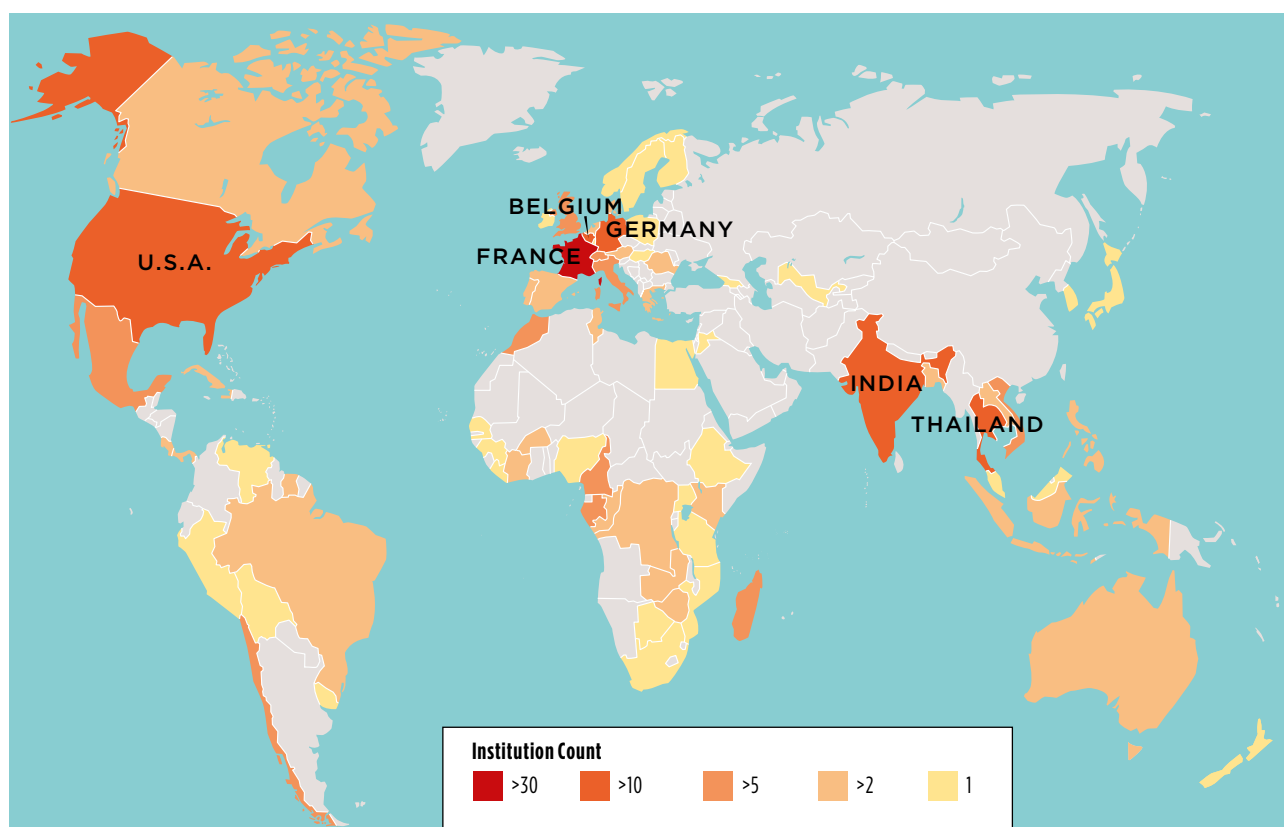 BELGIUM
GERMANY
FRANCE
U.S.A.
INDIA
THAILAND
Institution Count
>30 >10 >5 >2 1